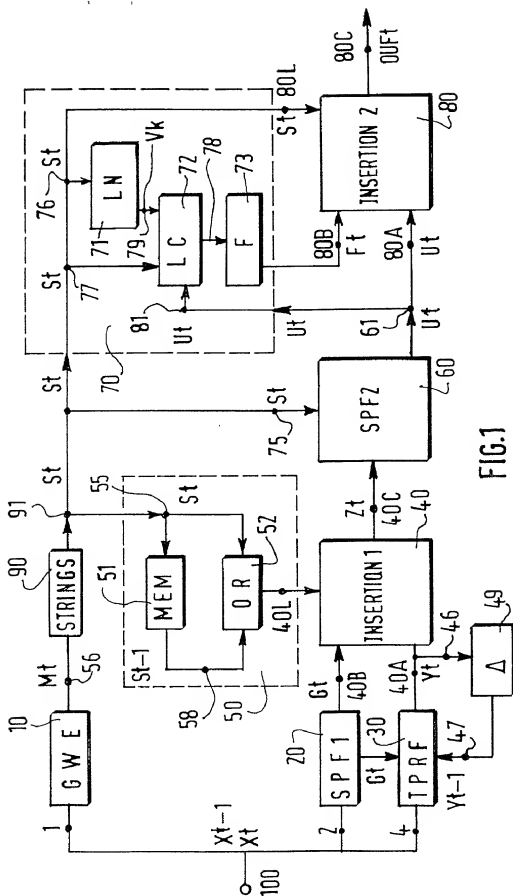 10
GWE
1
Mt
56
90
STRINGS
91
St
St
76
St
77
St
71
LN
79
Vk
72
LC
78
73
F
81
Ut
70
St
80L
80C
OUFt
INSERTION 2
80
80B
Ft
80A
Ut
Ut
61
Ut
75
St
SPF2
60
55
St
51
MEM
St-1
52
OR
58
50
40L
Zt
40C
INSERTION 1
40
Gt
40B
40A
Yt
46
49
Δ
47
Yt-1
20
SPF1
Gt
30
TPRF
2
4
Xt-1
Xt
100
FIG.1